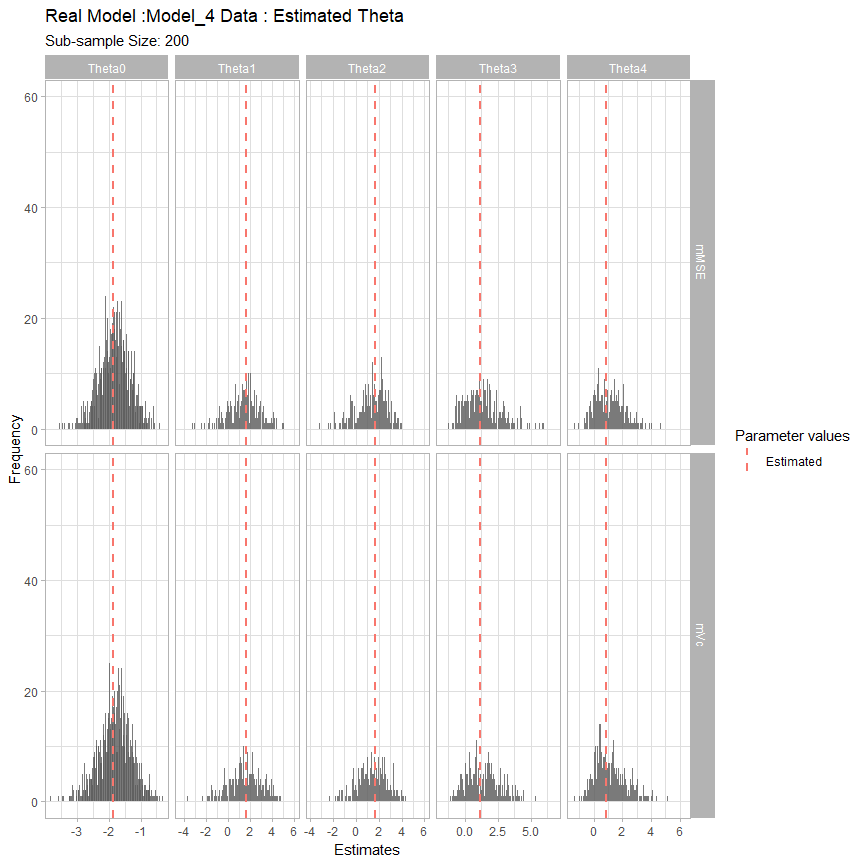 Real Model :Model_4 Data : Estimated Theta
Sub-sample Size: 200
Theta0 Theta1 Theta2 Theta3 Theta4
60
40
20
0
mMSE
Frequency
60
40
20
0
mVc
-3 -2 -1 -4 -2 0 2 4 6 -4 -2 0 2 4 6 0.0 2.5 5.0 0 2 4 6
Estimates
Parameter values
Estimated